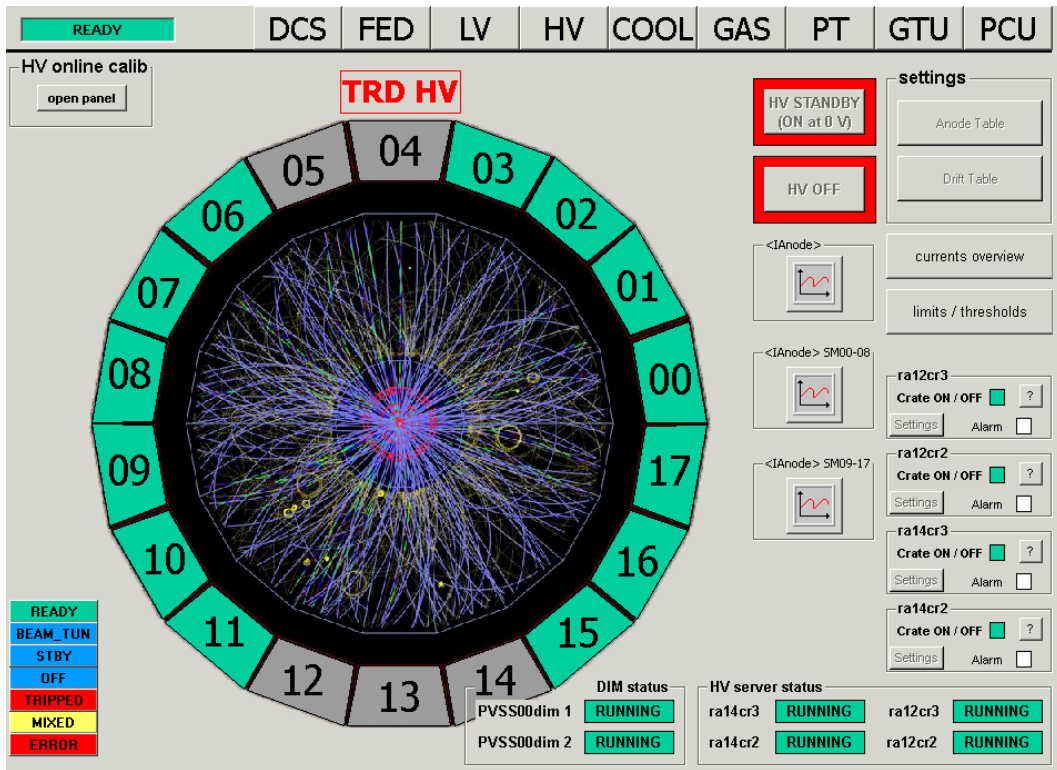 READY
DCS FED LV HV COOL GAS PT GTU PCU
HV online calib
open panel
TRD HV
HV STANDBY
(ON at 0 V)
HV OFF
settings
Anode Table
Drift Table
currents overview
limits / thresholds
<IAnode>
<IAnode> SM00-08
<IAnode> SM09-17
04
03
02
01
00
17
16
15
14
13
12
11
10
09
08
07
06
05
ra12cr3
Crate ON / OFF ?
Settings Alarm
ra12cr2
Crate ON / OFF ?
Settings Alarm
ra14cr3
Crate ON / OFF ?
Settings Alarm
ra14cr2
Crate ON / OFF ?
Settings Alarm
READY
BEAM_TUN
STBY
OFF
TRIPPED
MIXED
ERROR
DIM status
PVSS00dim 1 RUNNING
PVSS00dim 2 RUNNING
HV server status
ra14cr3 RUNNING ra12cr3 RUNNING
ra14cr2 RUNNING ra12cr2 RUNNING